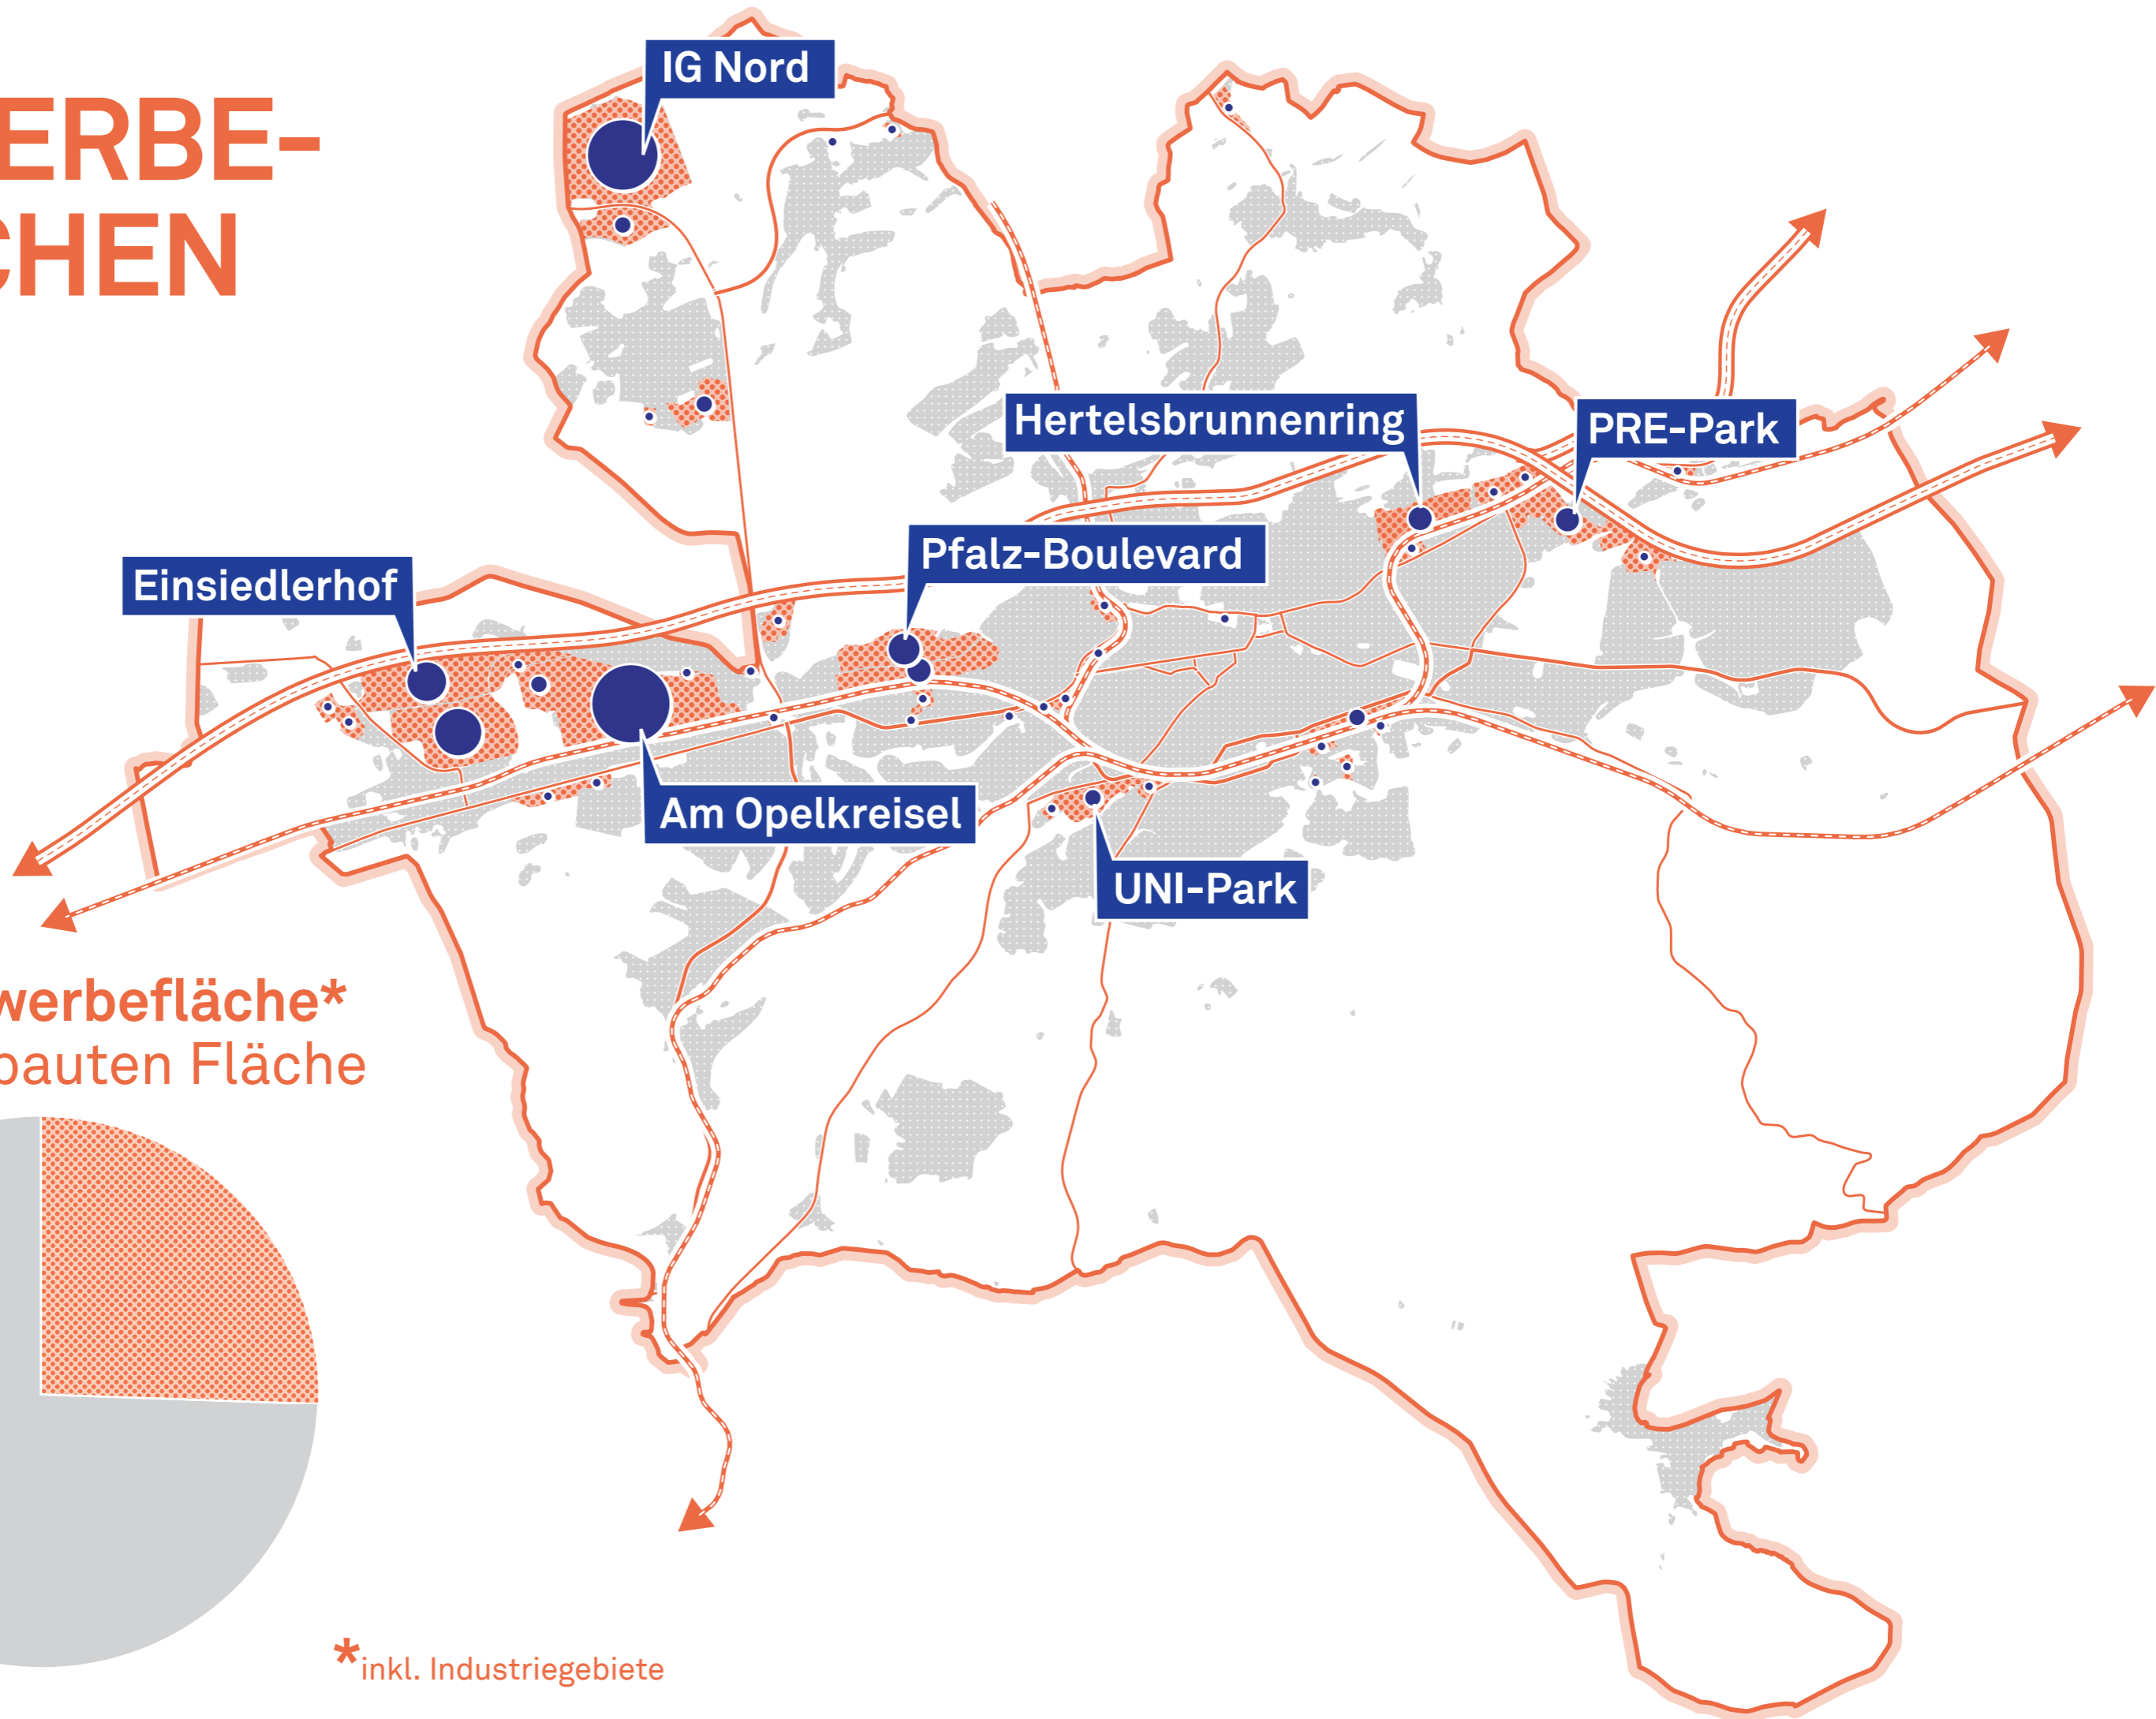 ERBE-
CHEN
IG Nord
Hertelsbrunnenring
PRE-Park
Pfalz-Boulevard
Einsiedlerhof
Am Opelkreisel
UNI-Park
werbefläche*
bauten Fläche
*inkl. Industriegebiete